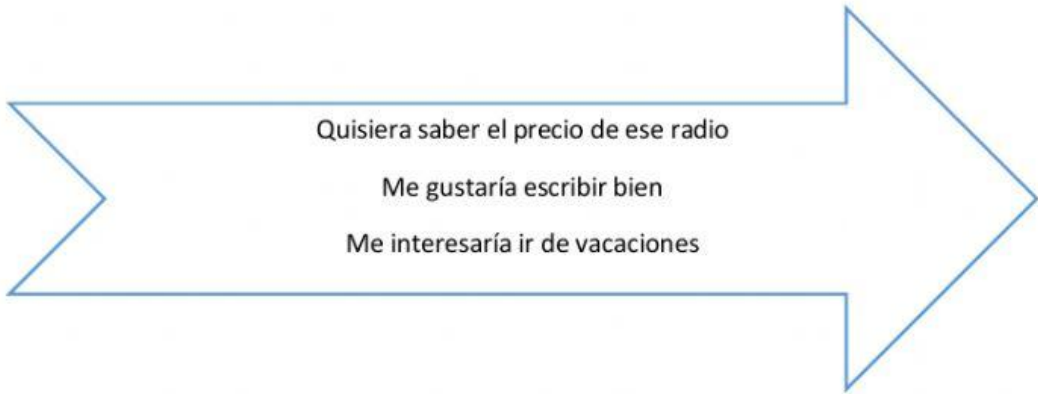 Quisiera saber el precio de ese radio
Me gustaría escribir bien
Me interesaría ir de vacaciones